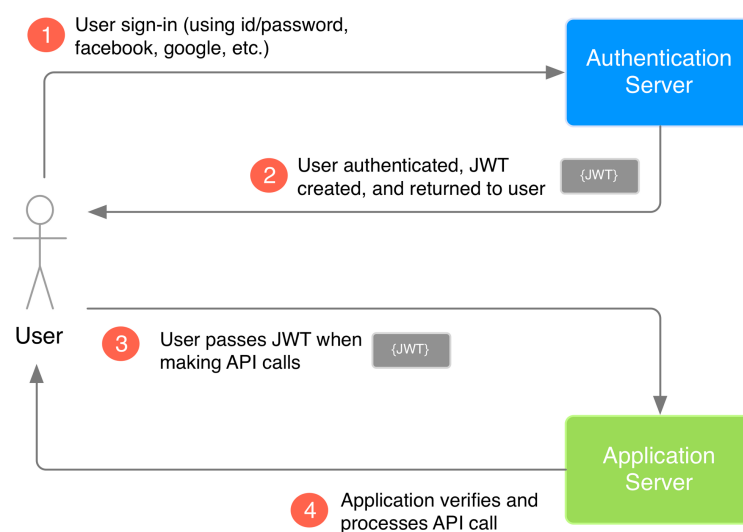 1
User sign-in (using id/password,
facebook, google, etc.)
Authentication
Server
2
User authenticated, JWT
created, and returned to user
{JWT}
User
3
User passes JWT when
making API calls
{JWT}
Application
Server
4
Application verifies and
processes API call